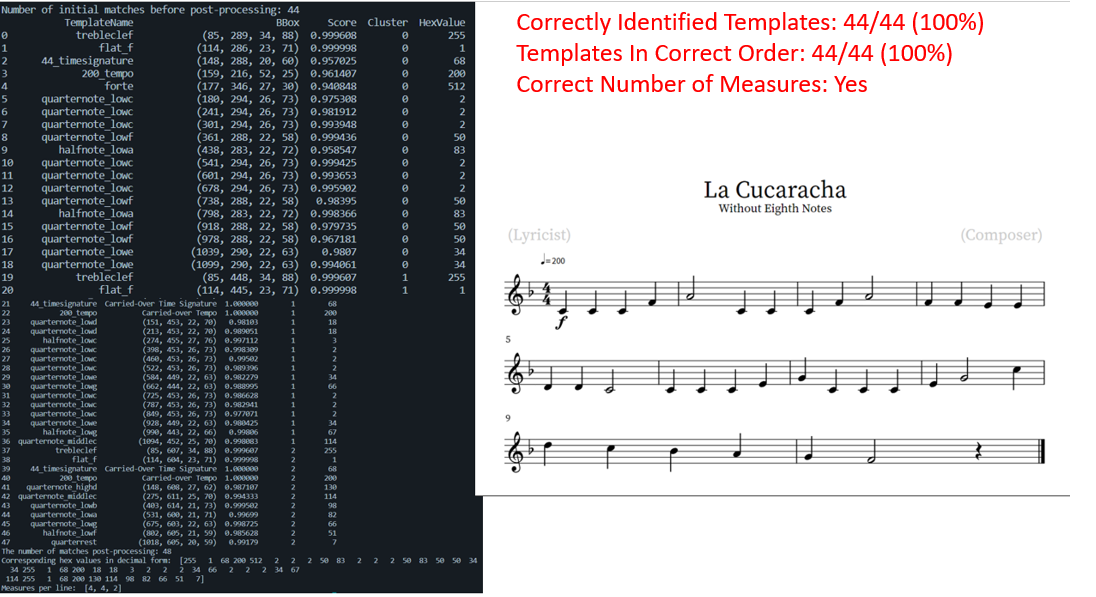 Number of initial matches before post-processing: 44
TemplateName BBox Score Cluster HexValue
0 trebleclef (85, 289, 34, 88) 0.999608 0 255
1 flat_f (114, 286, 23, 71) 0.999998 0 1
2 44_timesignature (148, 288, 20, 60) 0.957025 0 68
3 200_tempo (159, 216, 52, 25) 0.961407 0 200
4 forte (177, 346, 27, 30) 0.940848 0 512
5 quarternote_lowc (180, 294, 26, 73) 0.975308 0 2
6 quarternote_lowc (241, 294, 26, 73) 0.981912 0 2
7 quarternote_lowc (301, 294, 26, 73) 0.993948 0 2
8 quarternote_lowf (361, 288, 22, 58) 0.999436 0 50
9 halfnote_lowa (438, 283, 22, 72) 0.958547 0 83
10 quarternote_lowc (541, 294, 26, 73) 0.999425 0 2
11 quarternote_lowc (601, 294, 26, 73) 0.993653 0 2
12 quarternote_lowc (678, 294, 26, 73) 0.995902 0 2
13 quarternote_lowf (738, 288, 22, 58) 0.98395 0 50
14 halfnote_lowa (798, 283, 22, 72) 0.998366 0 83
15 quarternote_lowf (918, 288, 22, 58) 0.979735 0 50
16 quarternote_lowf (978, 288, 22, 58) 0.967181 0 50
17 quarternote_lowe (1039, 290, 22, 63) 0.9807 0 34
18 quarternote_lowe (1099, 290, 22, 63) 0.994061 0 34
19 trebleclef (85, 448, 34, 88) 0.999607 1 255
20 flat_f (114, 445, 23, 71) 0.999998 1 1
21 44_timesignature Carried-Over Time Signature 1.000000 1 68
22 200_tempo Carried-over Tempo 1.000000 1 200
23 quarternote_lowd (151, 453, 22, 70) 0.98103 1 18
24 quarternote_lowd (213, 453, 22, 70) 0.989051 1 18
25 halfnote_lowc (274, 455, 27, 76) 0.997112 1 3
26 quarternote_lowc (398, 453, 26, 73) 0.998309 1 2
27 quarternote_lowc (460, 453, 26, 73) 0.99502 1 2
28 quarternote_lowc (522, 453, 26, 73) 0.989396 1 2
29 quarternote_lowe (584, 449, 22, 63) 0.982279 1 34
30 quarternote_lowg (662, 444, 22, 63) 0.988995 1 66
31 quarternote_lowc (725, 453, 26, 73) 0.986628 1 2
32 quarternote_lowc (787, 453, 26, 73) 0.982941 1 2
33 quarternote_lowc (849, 453, 26, 73) 0.977071 1 2
34 quarternote_lowe (928, 449, 22, 63) 0.980425 1 34
35 halfnote_lowg (990, 443, 22, 66) 0.99806 1 67
36 quarternote_middlec (1094, 452, 25, 70) 0.998083 1 114
37 trebleclef (85, 607, 34, 88) 0.999607 2 255
38 flat_f (114, 604, 23, 71) 0.999998 2 1
39 44_timesignature Carried-Over Time Signature 1.000000 2 68
40 200_tempo Carried-over Tempo 1.000000 2 200
41 quarternote_highd (148, 608, 27, 62) 0.987107 2 130
42 quarternote_middlec (275, 611, 25, 70) 0.994333 2 114
43 quarternote_lowb (403, 614, 21, 73) 0.999502 2 98
44 quarternote_lowa (531, 600, 21, 71) 0.99699 2 82
45 quarternote_lowg (675, 603, 22, 63) 0.998725 2 66
46 halfnote_lowf (802, 605, 21, 59) 0.985628 2 51
47 quarterrest (1018, 605, 20, 59) 0.99179 2 7
The number of matches post-processing: 48
Corresponding hex values in decimal form: [255 1 68 200 512 2 2 2 50 83 2 2 2 50 83 50 50 34
34 255 1 68 200 18 18 3 2 2 2 34 66 2 2 2 34 67
114 255 1 68 200 130 114 98 82 66 51 7]
Measures per line: [4, 4, 2]
Correctly Identified Templates: 44/44 (100%)
Templates In Correct Order: 44/44 (100%)
Correct Number of Measures: Yes
La Cucaracha
Without Eighth Notes
(Lyricist) (Composer)
♩=200
4
4
f
5
9